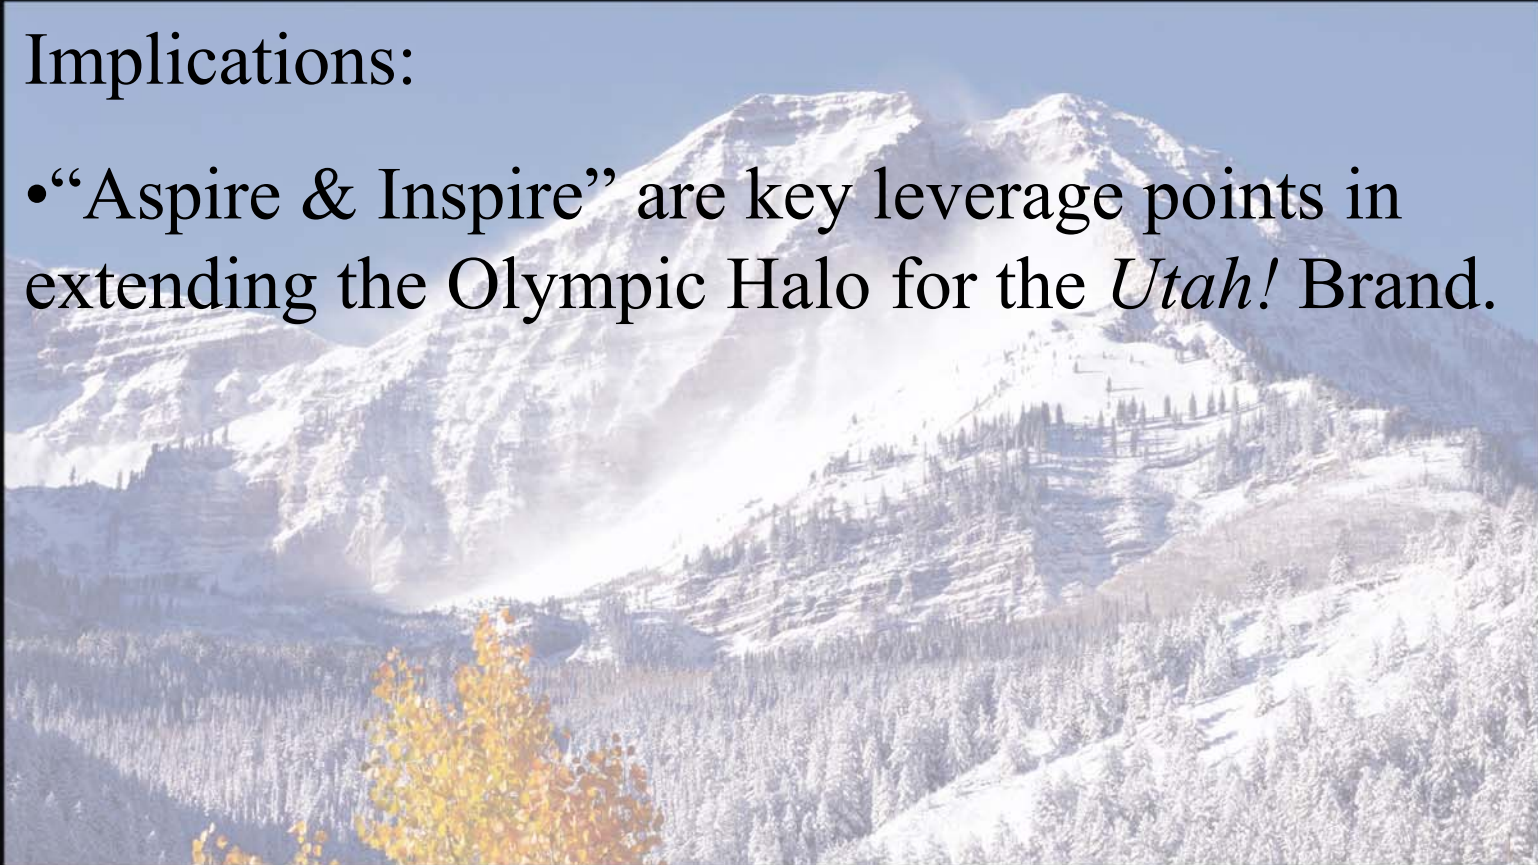 Implications:
•“Aspire & Inspire” are key leverage points in
extending the Olympic Halo for the Utah! Brand.